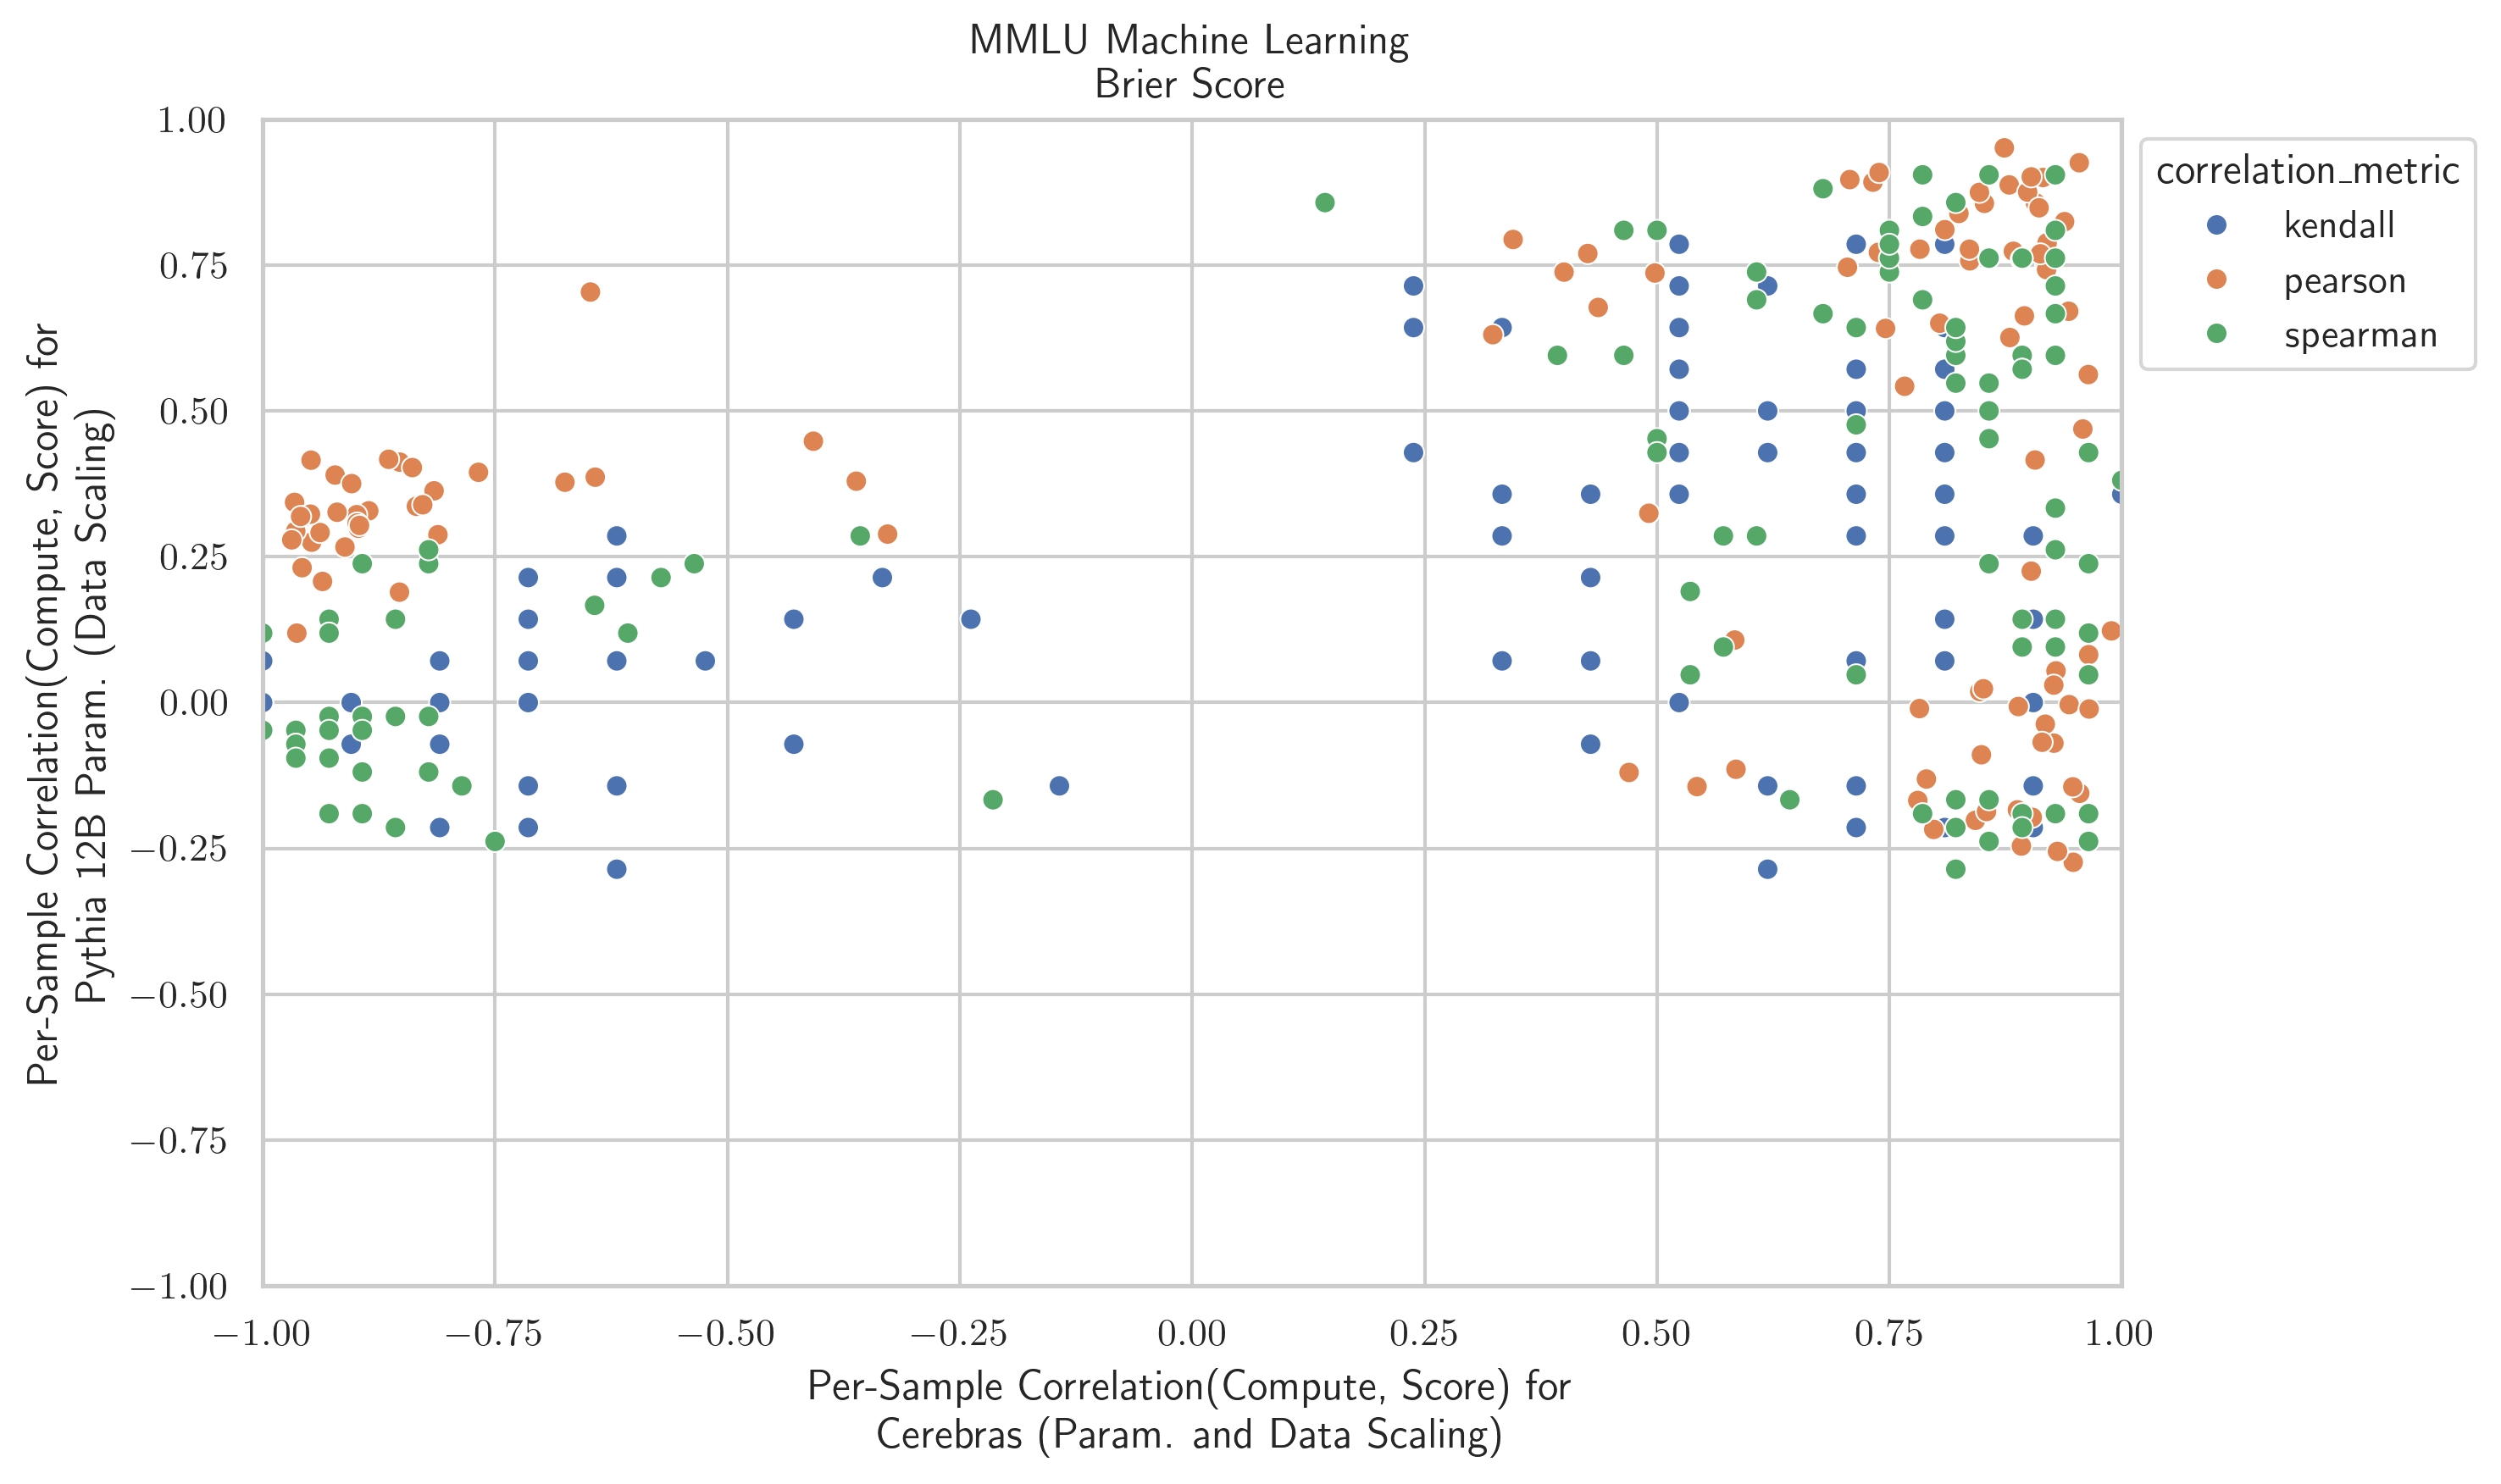 MMLU Machine Learning
Brier Score
Per-Sample Correlation(Compute, Score) for
Pythia 12B Param. (Data Scaling)
1.00
0.75
0.50
0.25
0.00
−0.25
−0.50
−0.75
−1.00
−1.00 −0.75 −0.50 −0.25 0.00 0.25 0.50 0.75 1.00
Per-Sample Correlation(Compute, Score) for
Cerebras (Param. and Data Scaling)
correlation_metric
kendall
pearson
spearman